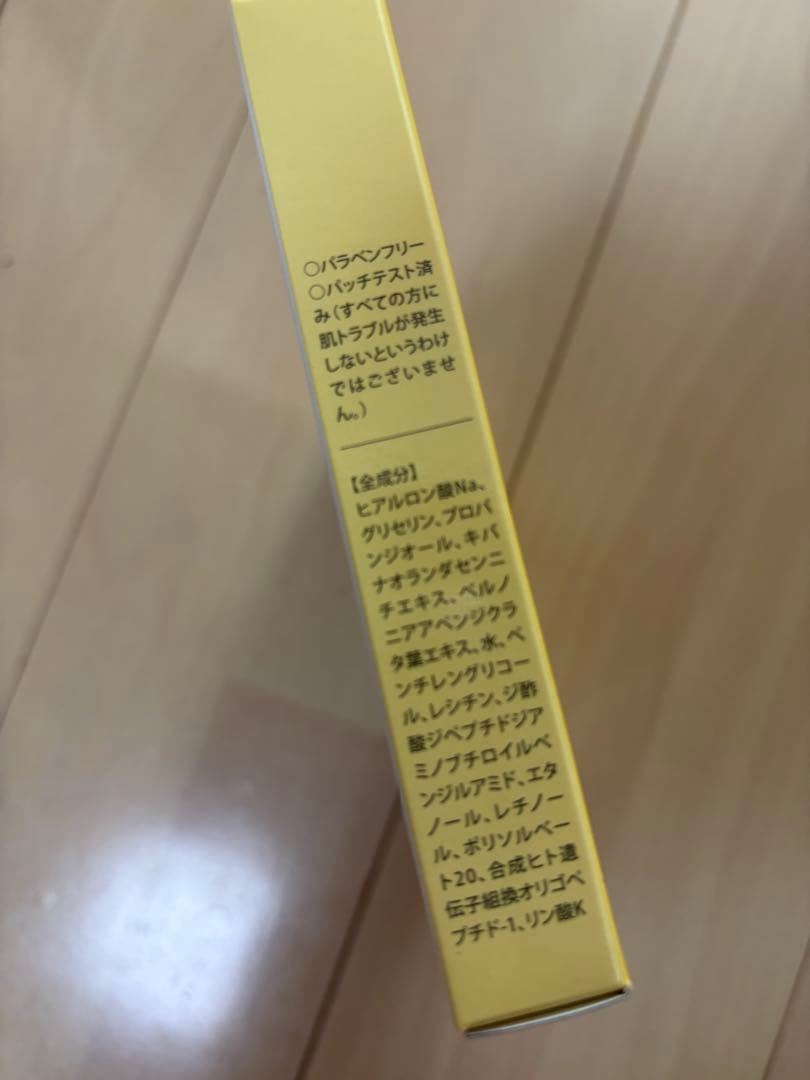 ○パラベンフリー
○パッチテスト済
み(すべての方に
肌トラブルが発生
しないというわけ
ではございませ
ん。)
【全成分】
ヒアルロン酸Na、
グリセリン、プロパ
ンジオール、キバ
ナオランダセンニ
チエキス、ベルノ
ニアアペンジクラ
タ葉エキス、水、ペ
ンチレングリコー
ル、レシチン、ジ酢
酸ジペプチドジア
ミノブチロイルベ
ンジルアミド、エタ
ノール、レチノー
ル、ポリソルベー
ト20、合成ヒト遺
伝子組換オリゴペ
プチド-1、リン酸K